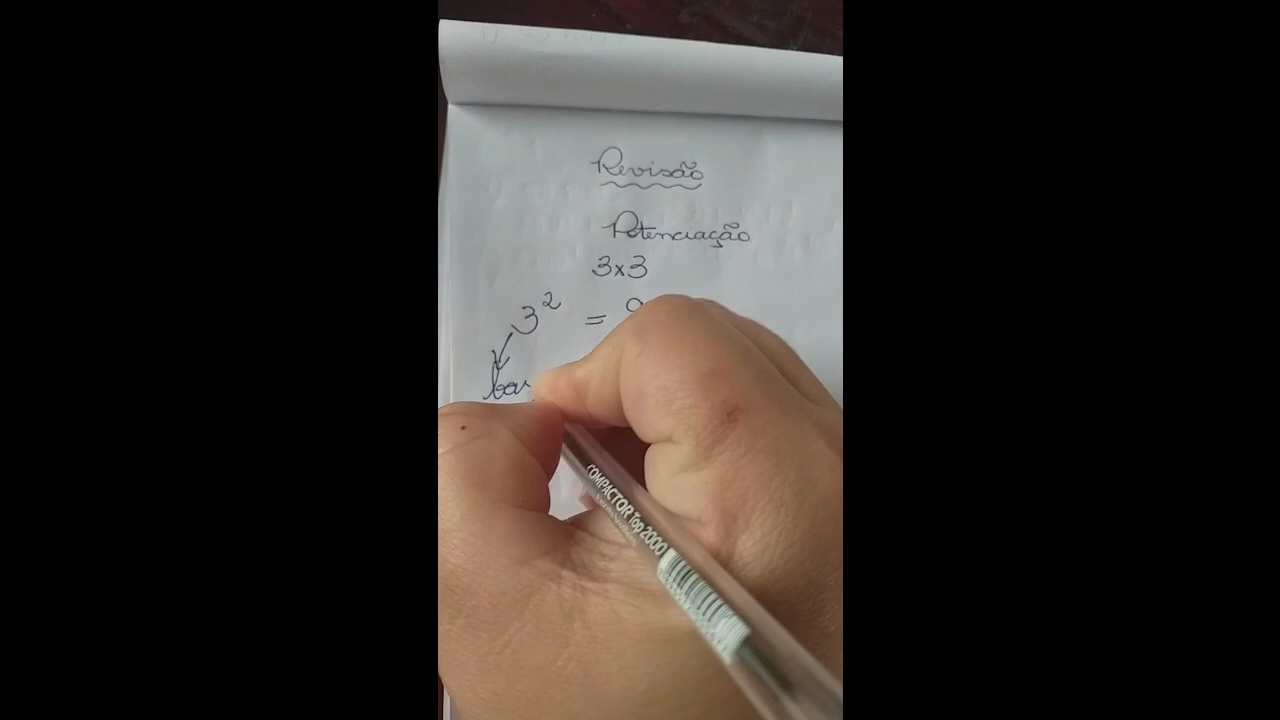 Revisão
Potenciação
3x3
3² =
COMPACTOR Top 2000